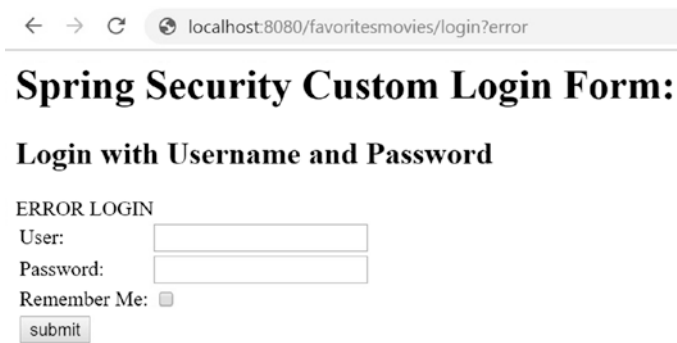 localhost:8080/favoritesmovies/login?error
Spring Security Custom Login Form:
Login with Username and Password
ERROR LOGIN
User:
Password:
Remember Me:
submit